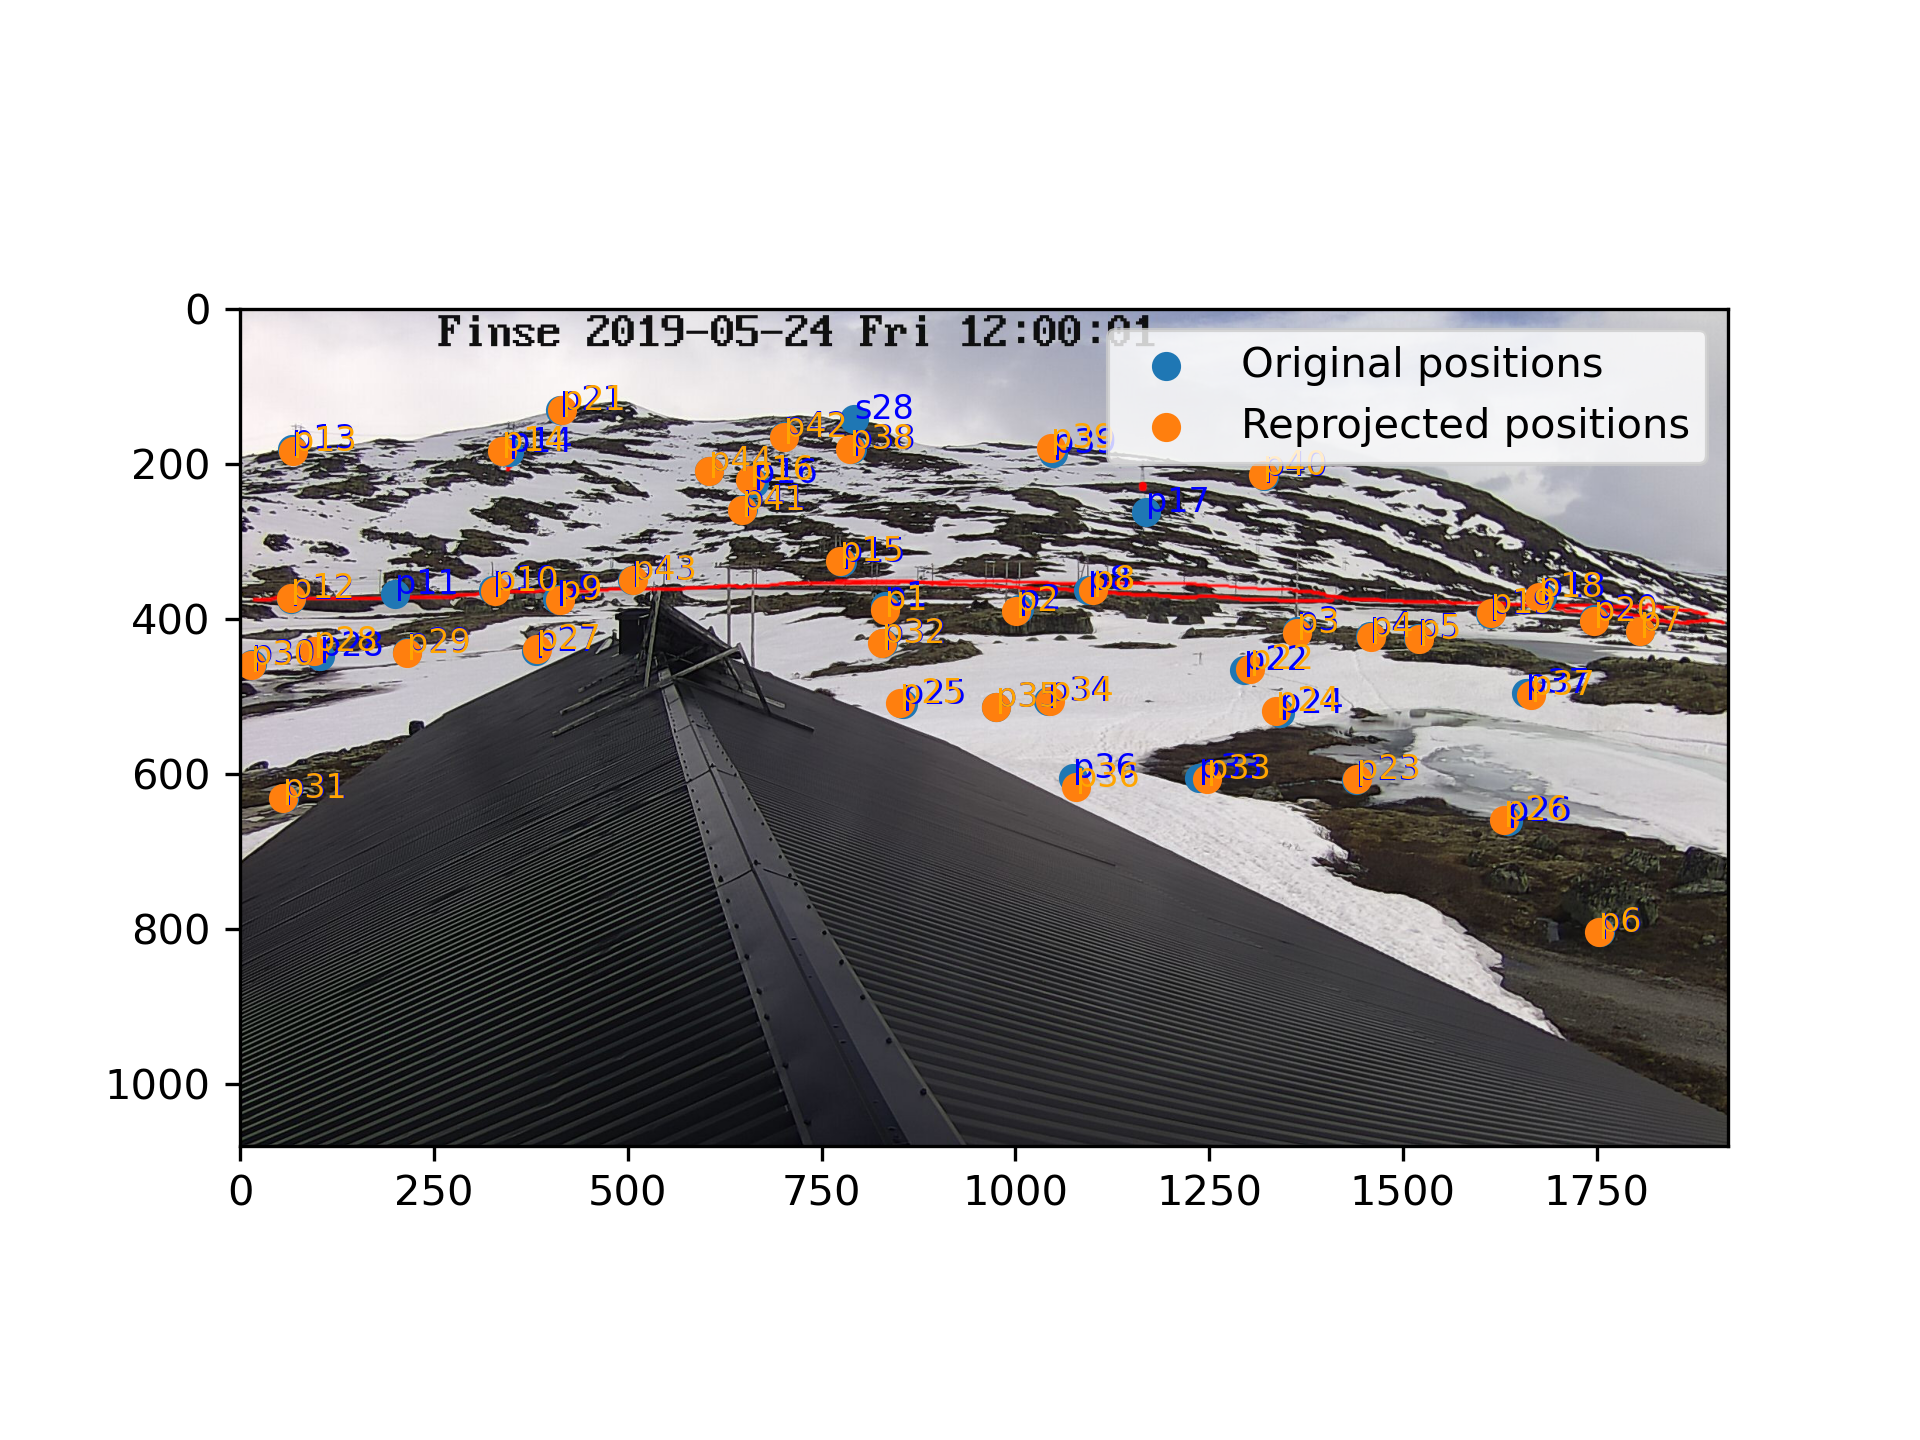 Finse 2019-05-24 Fri 12:00:01
Original positions
Reprojected positions
0
200
400
600
800
1000
0 250 500 750 1000 1250 1500 1750
p21 s28
p13 p14 p42 p38 p39
p44 p16 p40
p41 p17
p15
p12 p11 p10 p9 p43 p1 p2 p8 p3 p4 p5 p19 p18 p20 p7
p30 p28 p29 p27 p32 p22
p25 p35 p34 p24 p37
p31 p36 p33 p23
p26
p6